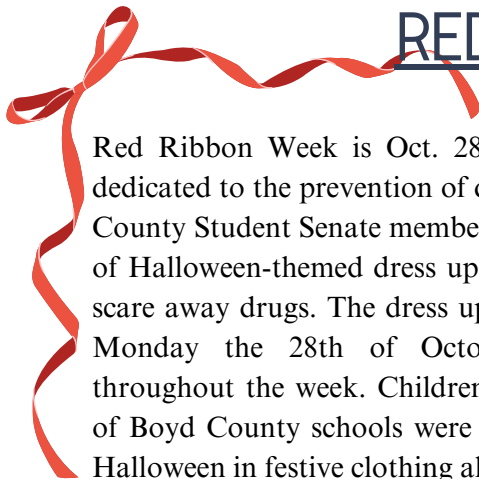 RED
Red Ribbon Week is Oct. 28
dedicated to the prevention of
County Student Senate membe
of Halloween-themed dress up
scare away drugs. The dress up
Monday the 28th of Octo
throughout the week. Children
of Boyd County schools were
Halloween in festive clothing al